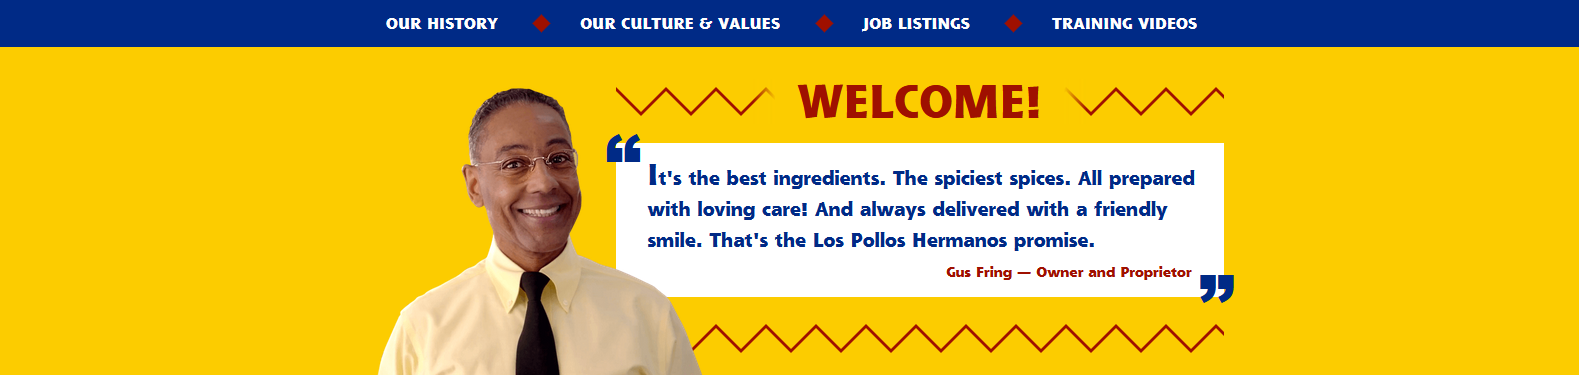 OUR HISTORY OUR CULTURE & VALUES JOB LISTINGS TRAINING VIDEOS
WELCOME!
“It's the best ingredients. The spiciest spices. All prepared
with loving care! And always delivered with a friendly
smile. That's the Los Pollos Hermanos promise.
Gus Fring — Owner and Proprietor”